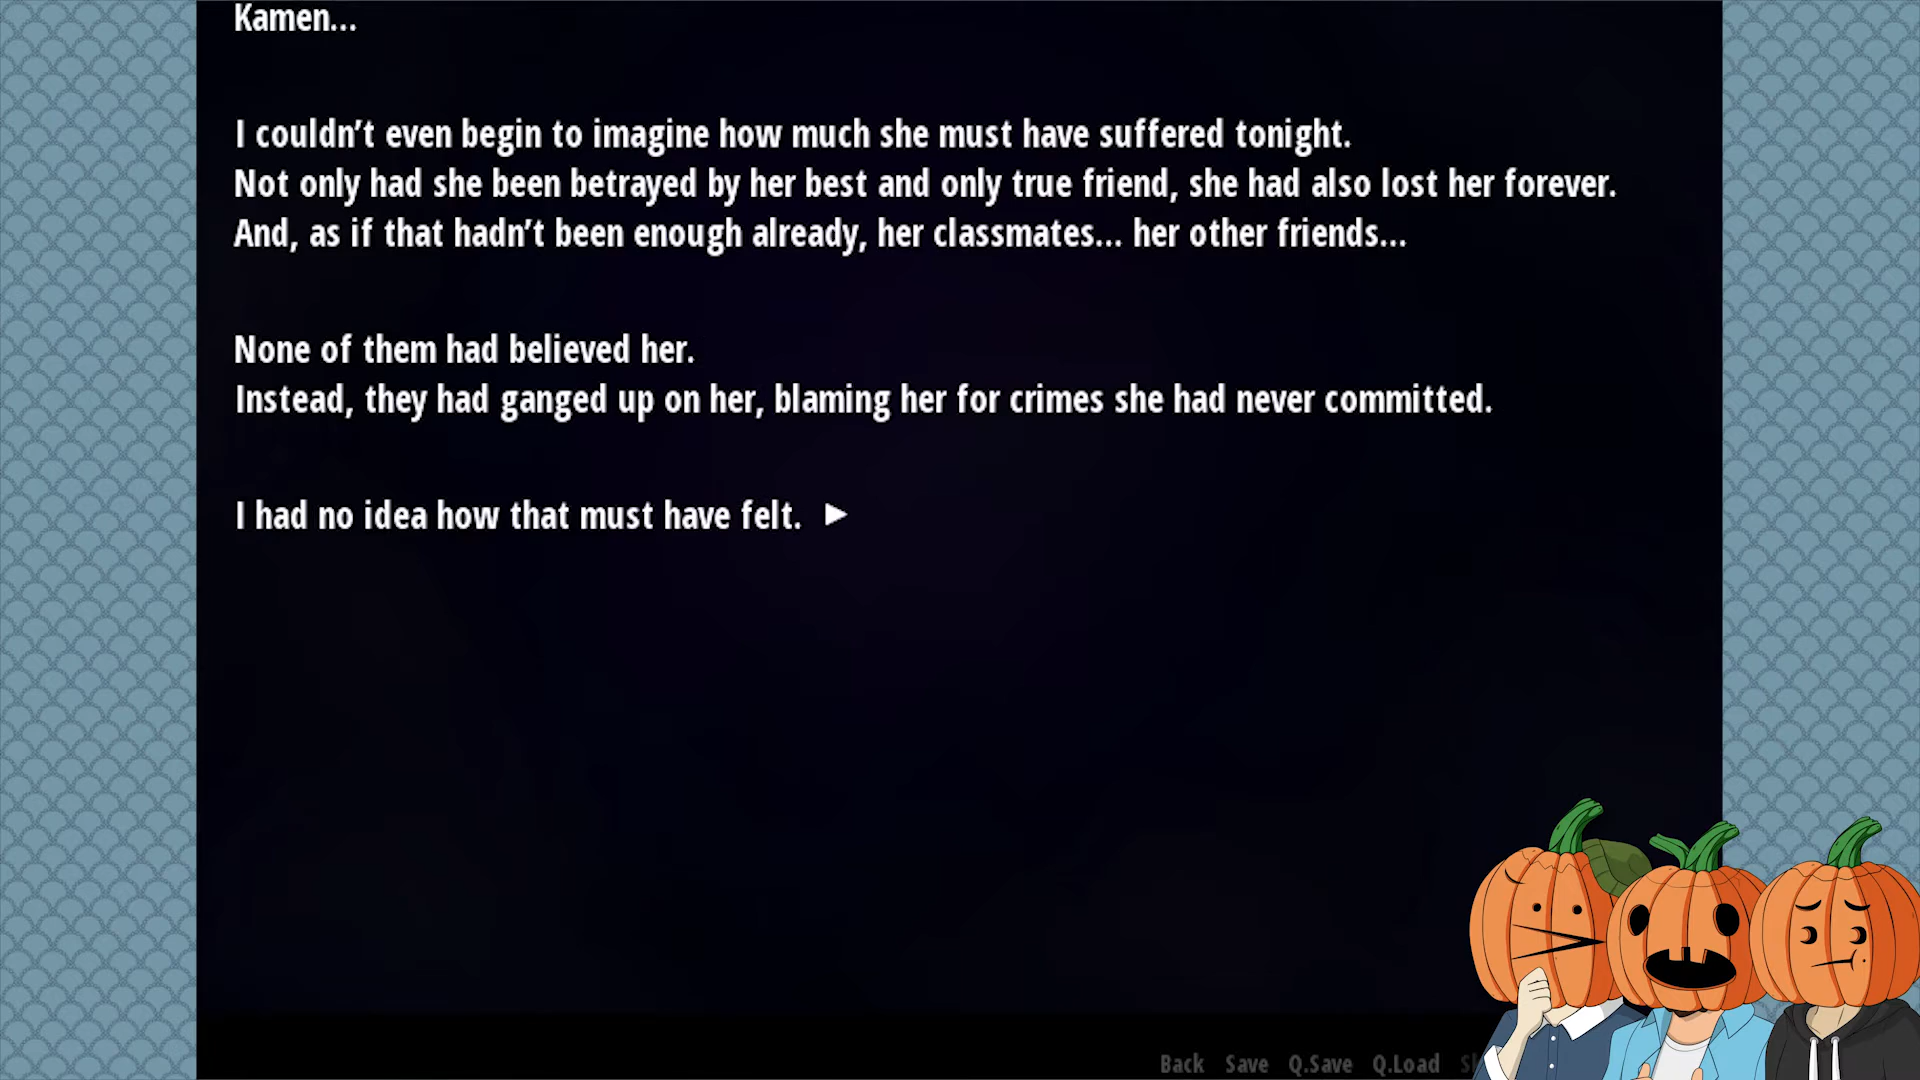 Kamen...
I couldn't even begin to imagine how much she must have suffered tonight.
Not only had she been betrayed by her best and only true friend, she had also lost her forever.
And, as if that hadn't been enough already, her classmates... her other friends...
None of them had believed her.
Instead, they had ganged up on her, blaming her for crimes she had never committed.
I had no idea how that must have felt.
Back Save Q.Save Q.Load